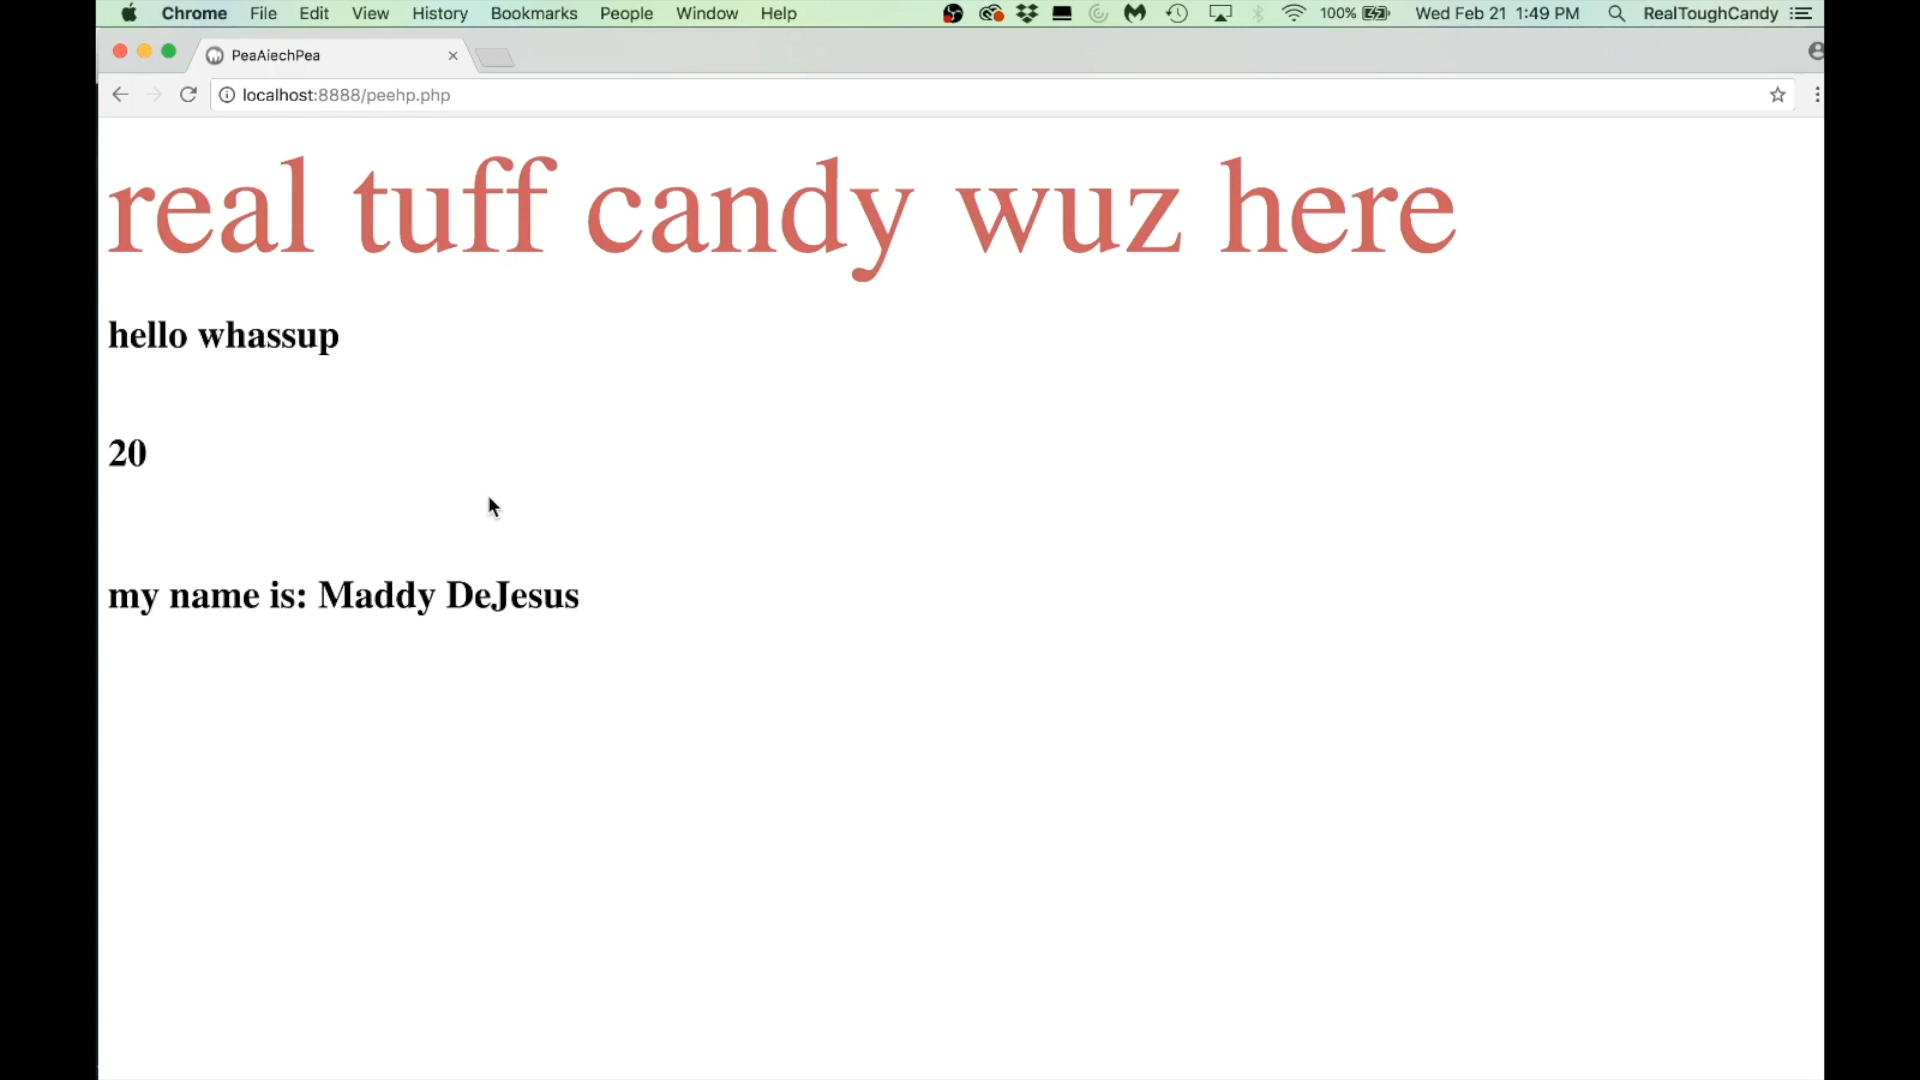 Chrome File Edit View History Bookmarks People Window Help 100% Wed Feb 21 1:49 PM RealToughCandy
PeaAiechPea
localhost:8888/peehp.php
real tuff candy wuz here
hello whassup
20
my name is: Maddy DeJesus